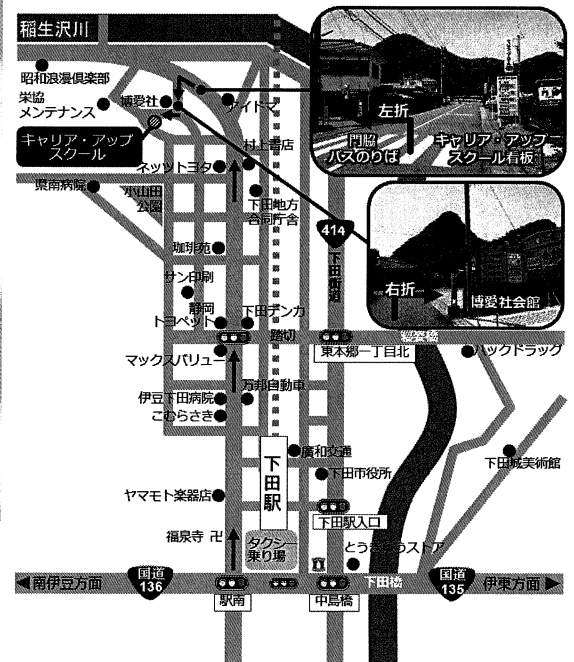 稲生沢川
昭和浪漫倶楽部
栄協
メンテナンス
博愛社
アイドマ
キャリア・アップ
スクール
左折
門脇
バスのりば
キャリア・アップ
スクール看板
村上書店
ネッツトヨタ
県南病院
小山田
公園
下田地方
合同庁舎
414
下田街道
右折
博愛社会館
珈琲苑
サン印刷
静岡
トヨペット
下田デンカ
踏切
東本郷一丁目北
マックスバリュー
ハックドラッグ
万邦自動車
伊豆下田病院
こむらさき
下田駅
廣和交通
下田市役所
下田城美術館
ヤマモト楽器店
下田駅入口
福泉寺 卍
タクシー
乗り場
とうきゅうストア
南伊豆方面
国道
136
駅南
中島橋
下田橋
国道
135
伊東方面